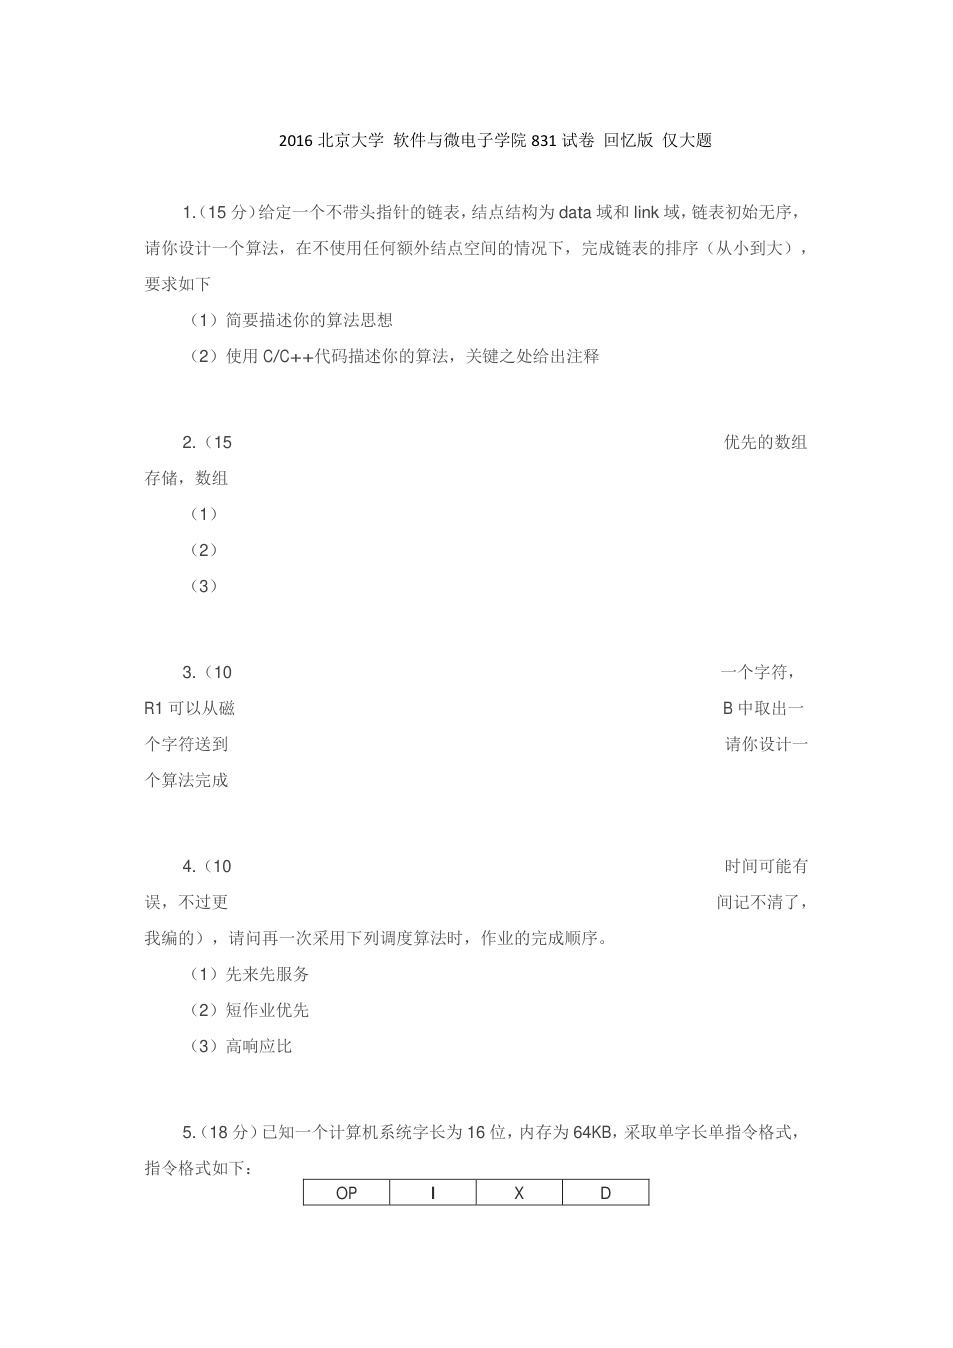 2016 北京大学 软件与微电子学院 831 试卷 回忆版 仅大题
1.（15 分）给定一个不带头指针的链表，结点结构为 data 域和 link 域，链表初始无序，
请你设计一个算法，在不使用任何额外结点空间的情况下，完成链表的排序（从小到大），
要求如下
（1）简要描述你的算法思想
（2）使用 C/C++代码描述你的算法，关键之处给出注释
2.（15 优先的数组
存储，数组
（1）
（2）
（3）
3.（10 一个字符，
R1 可以从磁 B 中取出一
个字符送到 请你设计一
个算法完成
4.（10 时间可能有
误，不过更 间记不清了，
我编的），请问再一次采用下列调度算法时，作业的完成顺序。
（1）先来先服务
（2）短作业优先
（3）高响应比
5.（18 分）已知一个计算机系统字长为 16 位，内存为 64KB，采取单字长单指令格式，
指令格式如下：
OP I X D